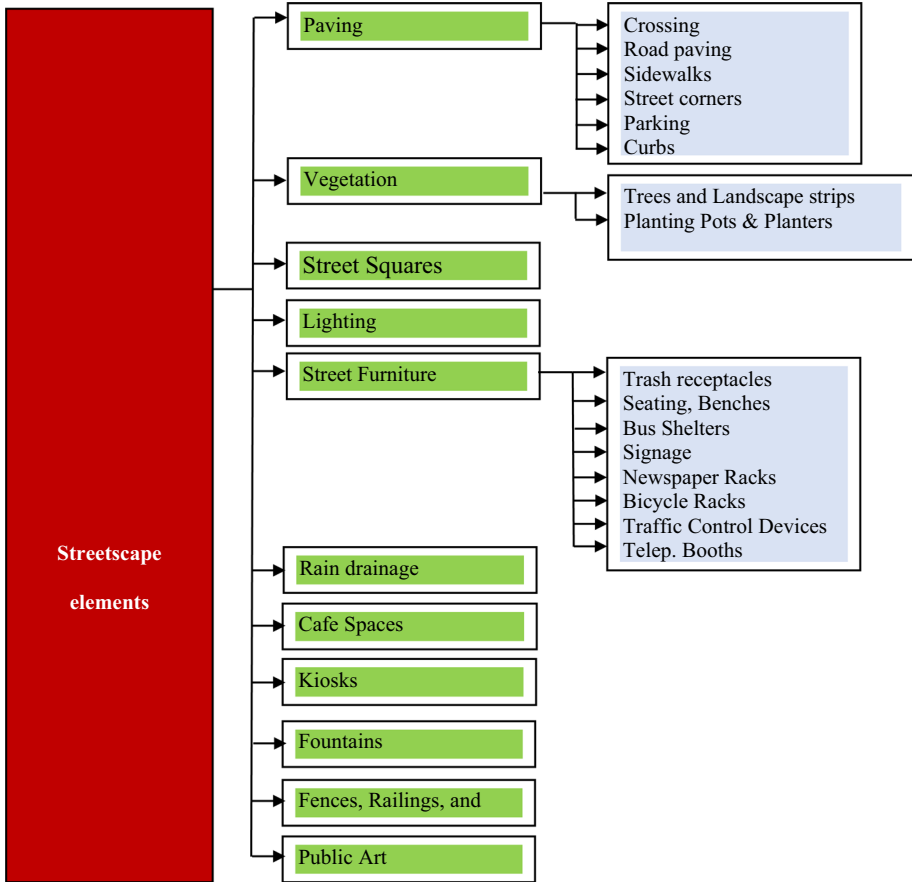 Streetscape
elements
Paving
Crossing
Road paving
Sidewalks
Street corners
Parking
Curbs
Vegetation
Trees and Landscape strips
Planting Pots & Planters
Street Squares
Lighting
Street Furniture
Trash receptacles
Seating, Benches
Bus Shelters
Signage
Newspaper Racks
Bicycle Racks
Traffic Control Devices
Telep. Booths
Rain drainage
Cafe Spaces
Kiosks
Fountains
Fences, Railings, and
Public Art